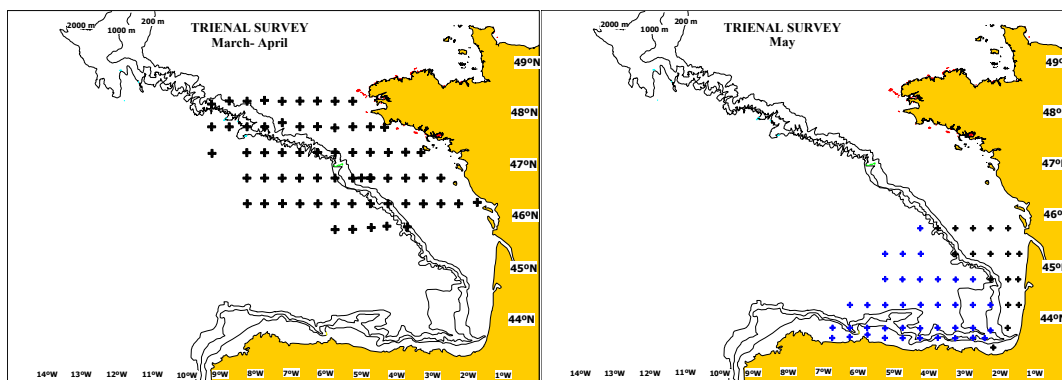 2000 m
1000 m
200 m
TRIENAL SURVEY
March- April
49ºN
48ºN
47ºN
46ºN
45ºN
44ºN
14ºW 13ºW 12ºW 11ºW 10ºW 9ºW 8ºW 7ºW 6ºW 5ºW 4ºW 3ºW 2ºW 1ºW
2000 m
1000 m
200 m
TRIENAL SURVEY
May
49ºN
48ºN
47ºN
46ºN
45ºN
44ºN
14ºW 13ºW 12ºW 11ºW 10ºW 9ºW 8ºW 7ºW 6ºW 5ºW 4ºW 3ºW 2ºW 1ºW